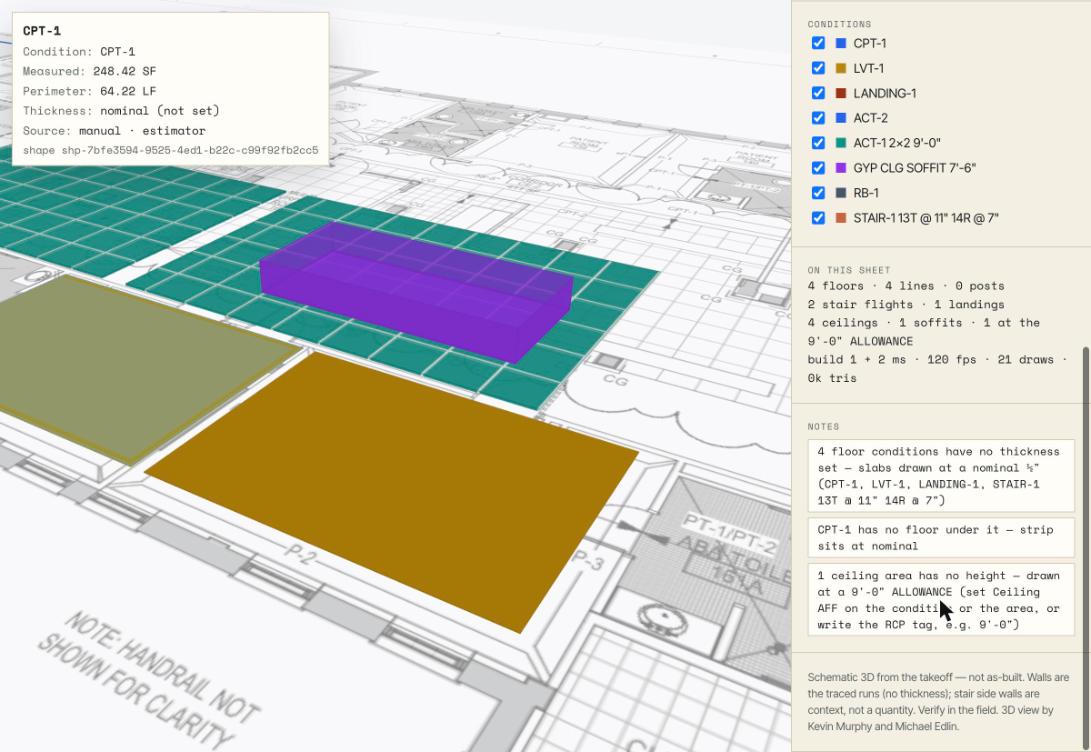 CPT-1
Condition: CPT-1
Measured: 248.42 SF
Perimeter: 64.22 LF
Thickness: nominal (not set)
Source: manual · estimator
shape shp-7bfe3594-9525-4ed1-b22c-c99f92fb2cc5
PATIENT
ROOM
CG
CG
CG
CG
P-2
P-3
PT-1/PT-2
NOTE: HANDRAIL NOT
SHOWN FOR CLARITY
CONDITIONS
CPT-1
LVT-1
LANDING-1
ACT-2
ACT-1 2×2 9'-0"
GYP CLG SOFFIT 7'-6"
RB-1
STAIR-1 13T @ 11" 14R @ 7"
ON THIS SHEET
4 floors · 4 lines · 0 posts
2 stair flights · 1 landings
4 ceilings · 1 soffits · 1 at the
9'-0" ALLOWANCE
build 1 + 2 ms · 120 fps · 21 draws ·
0k tris
NOTES
4 floor conditions have no thickness
set — slabs drawn at a nominal ½"
(CPT-1, LVT-1, LANDING-1, STAIR-1
13T @ 11" 14R @ 7")
CPT-1 has no floor under it — strip
sits at nominal
1 ceiling area has no height — drawn
at a 9'-0" ALLOWANCE (set Ceiling
AFF on the condition or the area, or
write the RCP tag, e.g. 9'-0")
Schematic 3D from the takeoff — not as-built. Walls are
the traced runs (no thickness); stair side walls are
context, not a quantity. Verify in the field. 3D view by
Kevin Murphy and Michael Edlin.